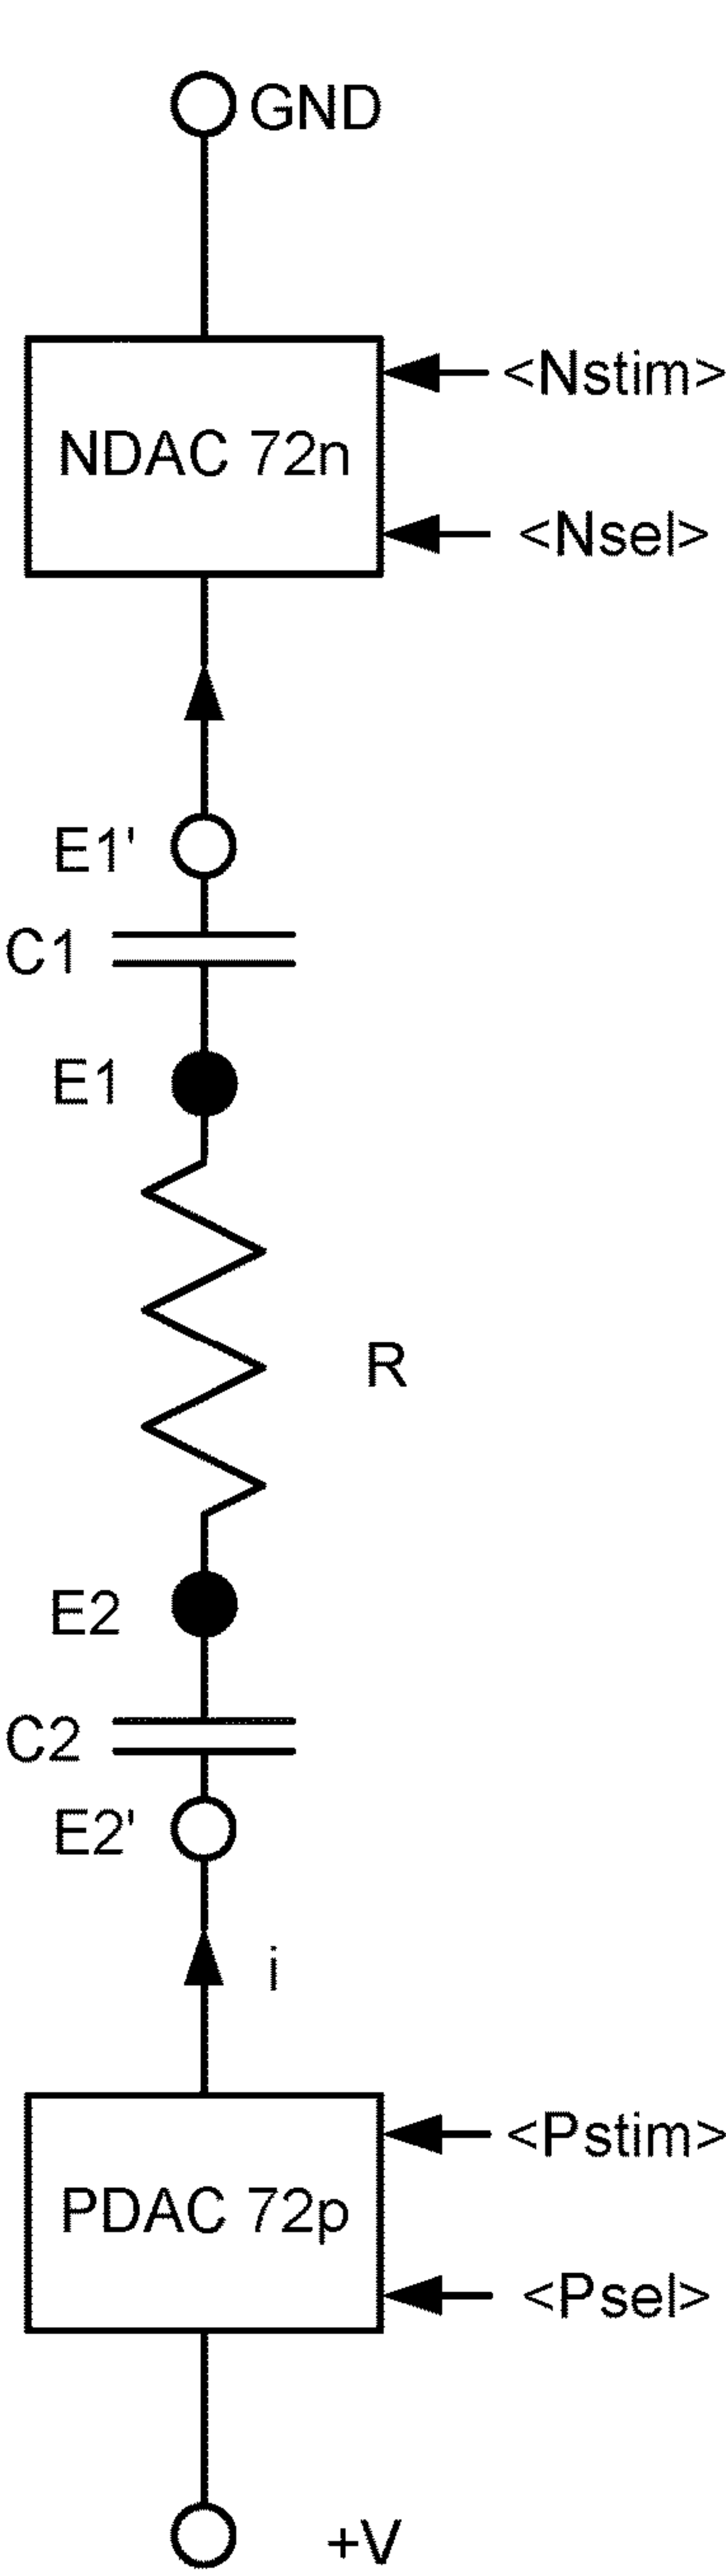 GND
<Nstim>
NDAC 72n
<Nsel>
E1'
C1
E1
R
E2
C2
E2'
i
<Pstim>
PDAC 72p
<Psel>
+V